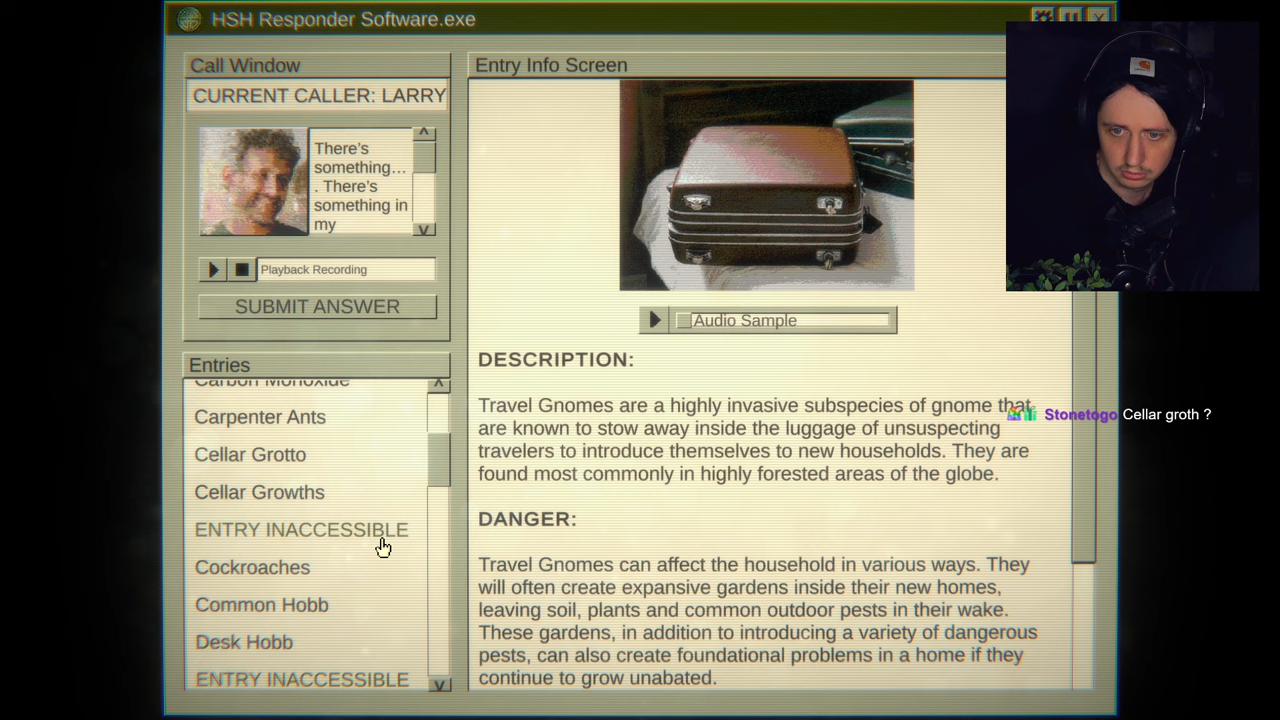 HSH Responder Software.exe
X
Call Window
CURRENT CALLER: LARRY
There's
something...
. There's
something in
my
Playback Recording
SUBMIT ANSWER
Entries
Carbon Monoxide
Carpenter Ants
Cellar Grotto
Cellar Growths
ENTRY INACCESSIBLE
Cockroaches
Common Hobb
Desk Hobb
ENTRY INACCESSIBLE
Entry Info Screen
Audio Sample
DESCRIPTION:
Travel Gnomes are a highly invasive subspecies of gnome that
are known to stow away inside the luggage of unsuspecting
travelers to introduce themselves to new households. They are
found most commonly in highly forested areas of the globe.
DANGER:
Travel Gnomes can affect the household in various ways. They
will often create expansive gardens inside their new homes,
leaving soil, plants and common outdoor pests in their wake.
These gardens, in addition to introducing a variety of dangerous
pests, can also create foundational problems in a home if they
continue to grow unabated.
Stonetogo Cellar groth ?